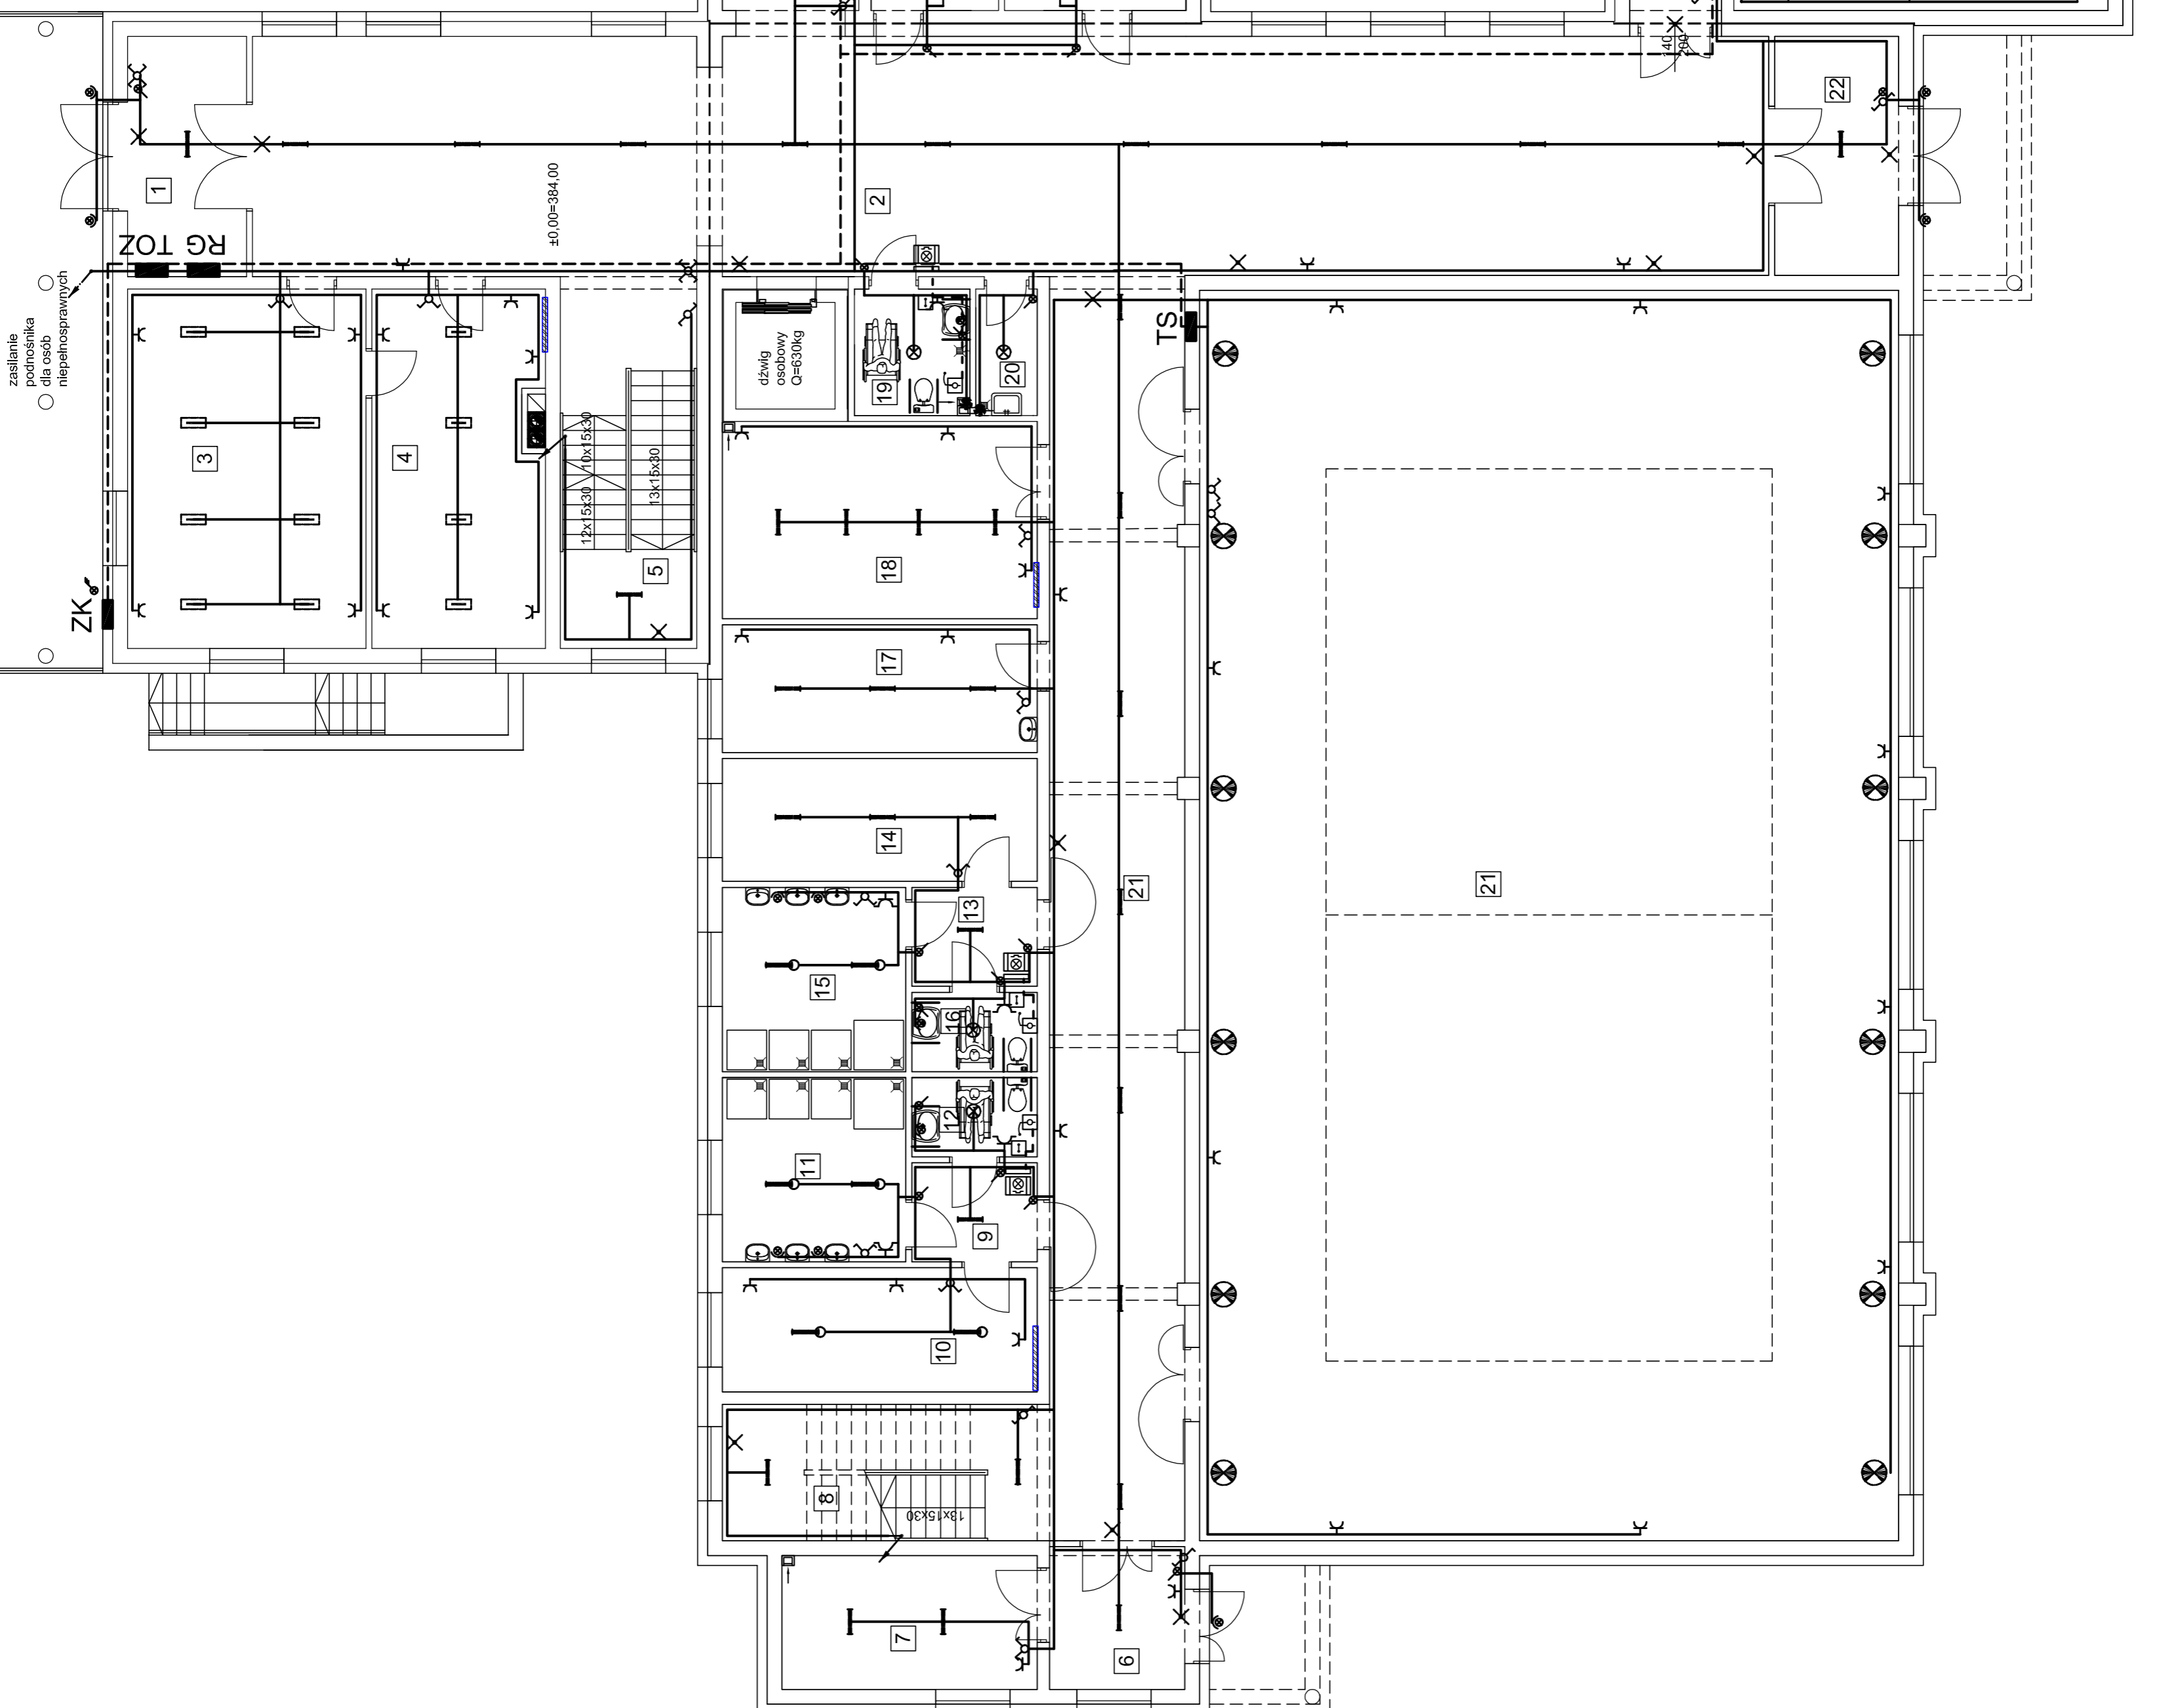 zasilanie
podnośnika
dla osób
niepełnosprawnych
1
TOZ
RG
±0,00=384,00
2
140
200
22
3
4
ZK
12x15x30
10x15x30
13x15x30
5
dźwig
osobowy
Q=630kg
19
20
TS
18
17
14
13
15
16
12
11
9
10
21
21
8
13x15x30
7
6